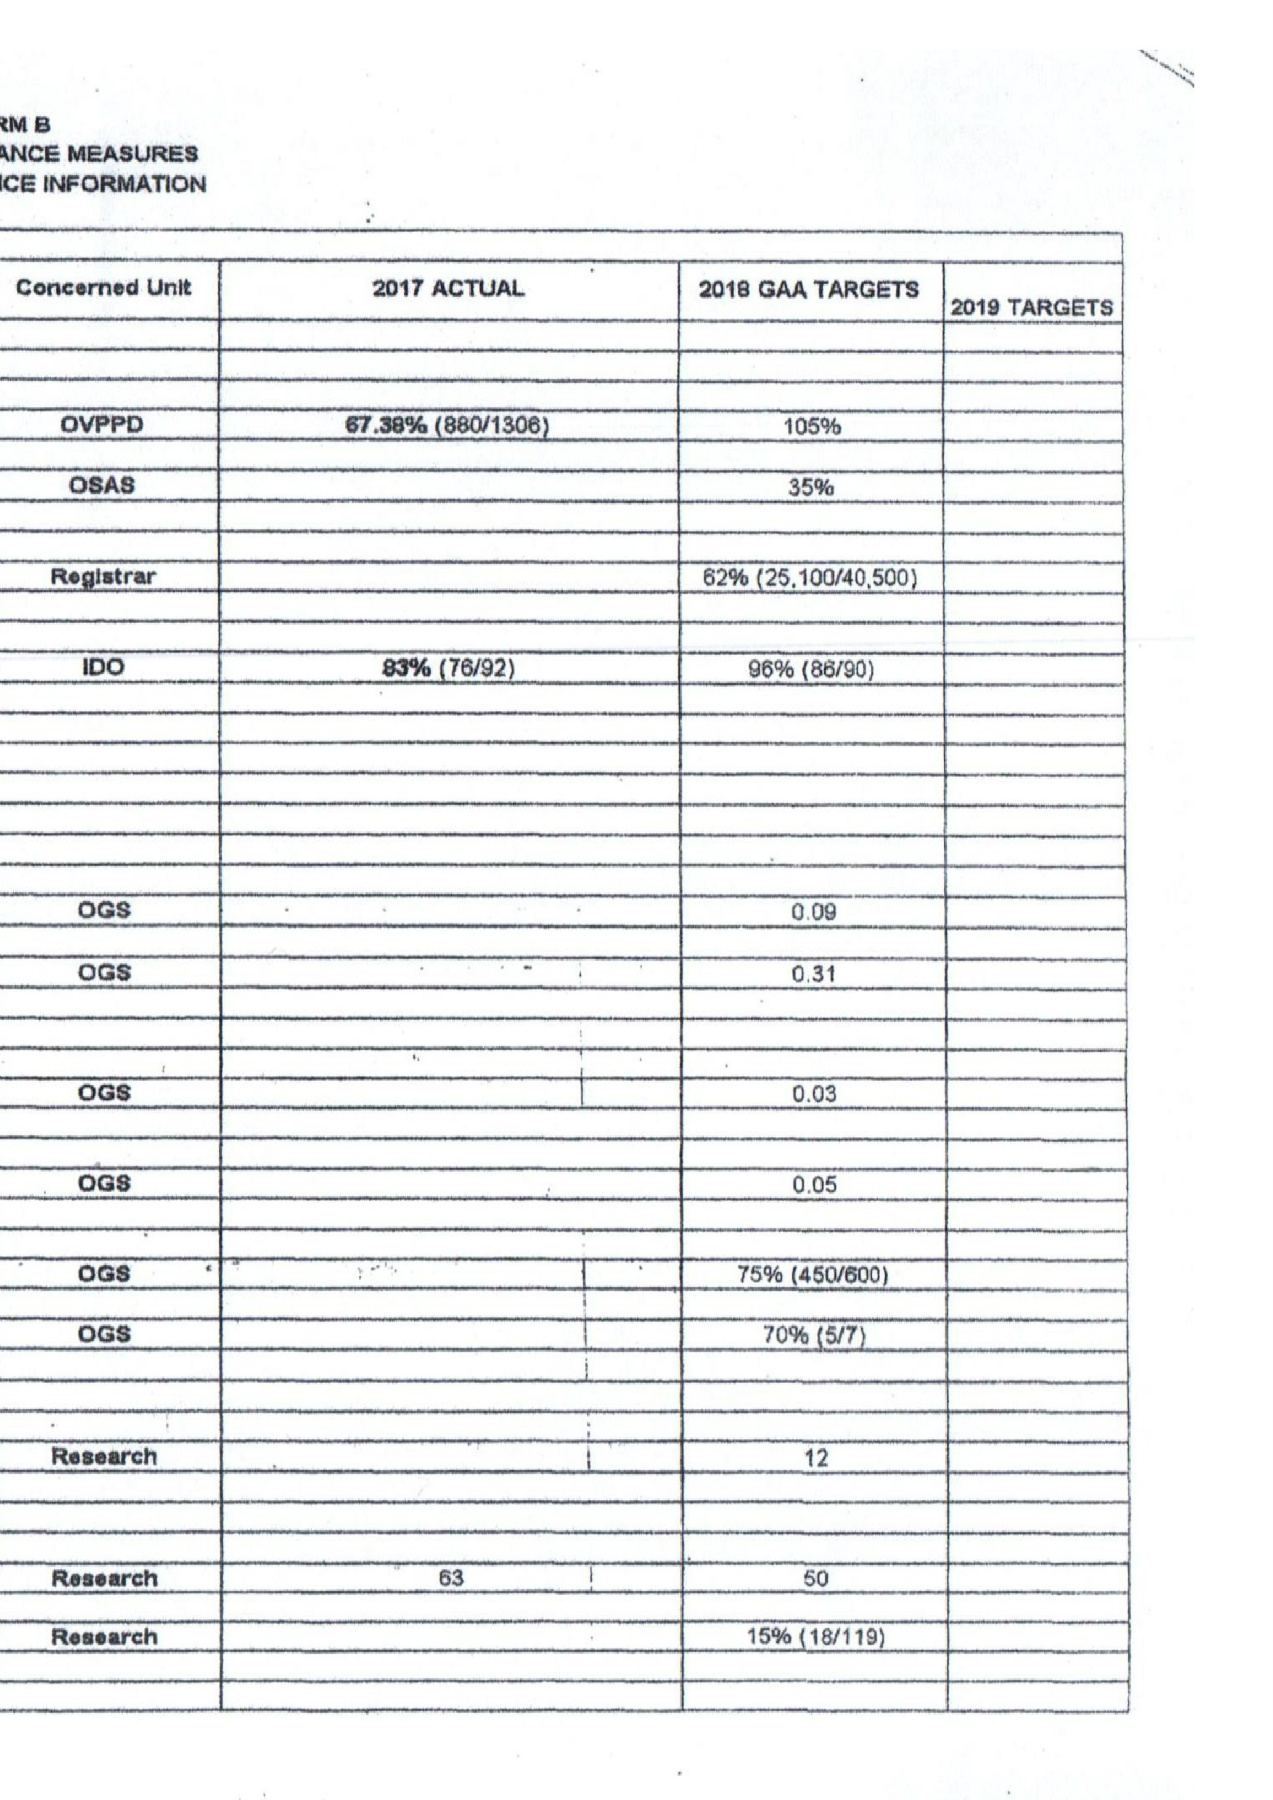 RM B
ANCE MEASURES
ICE INFORMATION
Concerned Unit 2017 ACTUAL 2018 GAA TARGETS 2019 TARGETS
OVPPD 67.38% (880/1306) 105%
OSAS 35%
Registrar 62% (25,100/40,500)
IDO 83% (76/92) 96% (86/90)
OGS 0.09
OGS 0.31
OGS 0.03
OGS 0.05
OGS 75% (450/600)
OGS 70% (5/7)
Research 12
Research 63 50
Research 15% (18/119)